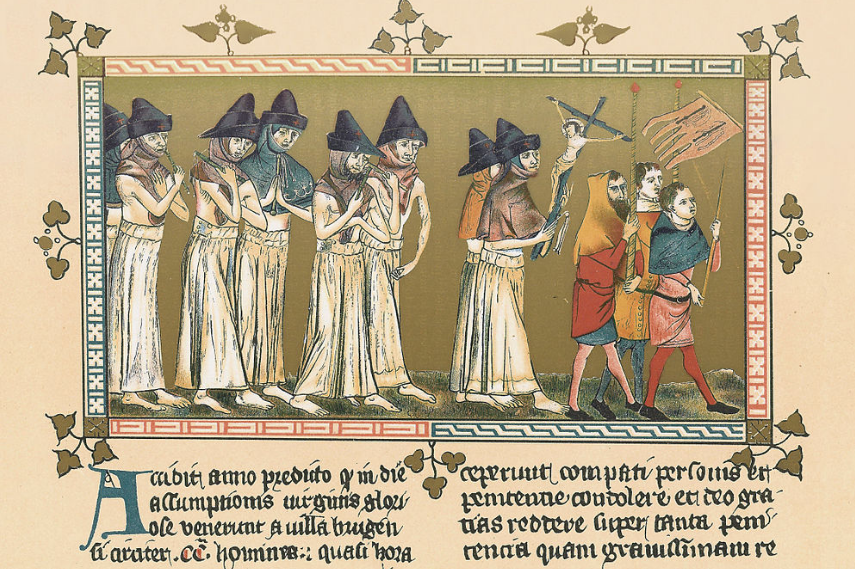 Accidit anno predicto q in die
assumptionis virginis glori
ose venerunt a villa brugen
si circiter .CC. homines quasi hora
ceperunt compati personis et
penitencie condolere et deo gra
tias reddere super tanta peni
tencia quam gravissimam re